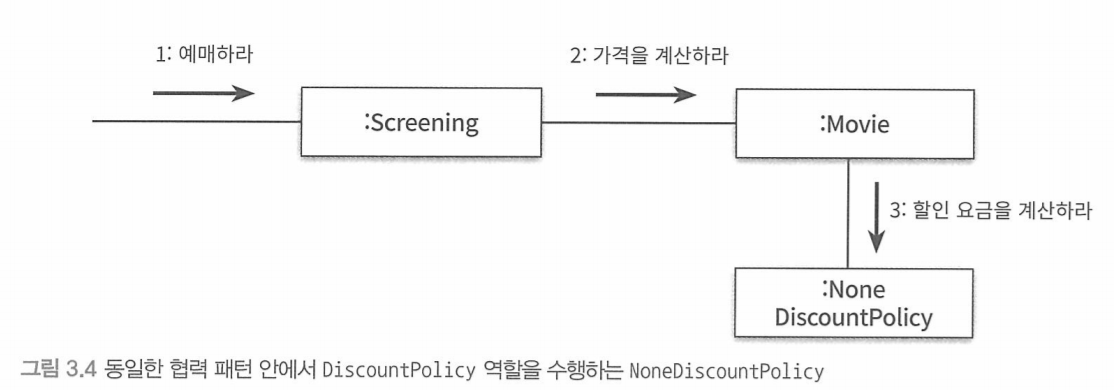 1: 예매하라
2: 가격을 계산하라
:Screening
:Movie
3: 할인 요금을 계산하라
:None
DiscountPolicy
그림 3.4 동일한 협력 패턴 안에서 DiscountPolicy 역할을 수행하는 NoneDiscountPolicy